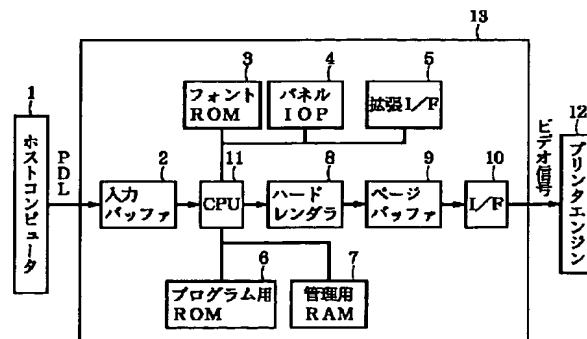 13
3
4
5
フォント
ROM
パネル
IOP
拡張I/F
1
ホストコンピュータ
PDL
2
入力
バッファ
11
CPU
8
ハード
レンダラ
9
ページ
バッファ
10
I/F
ビデオ信号
12
プリンタエンジン
プログラム用
ROM
6
管理用
RAM
7